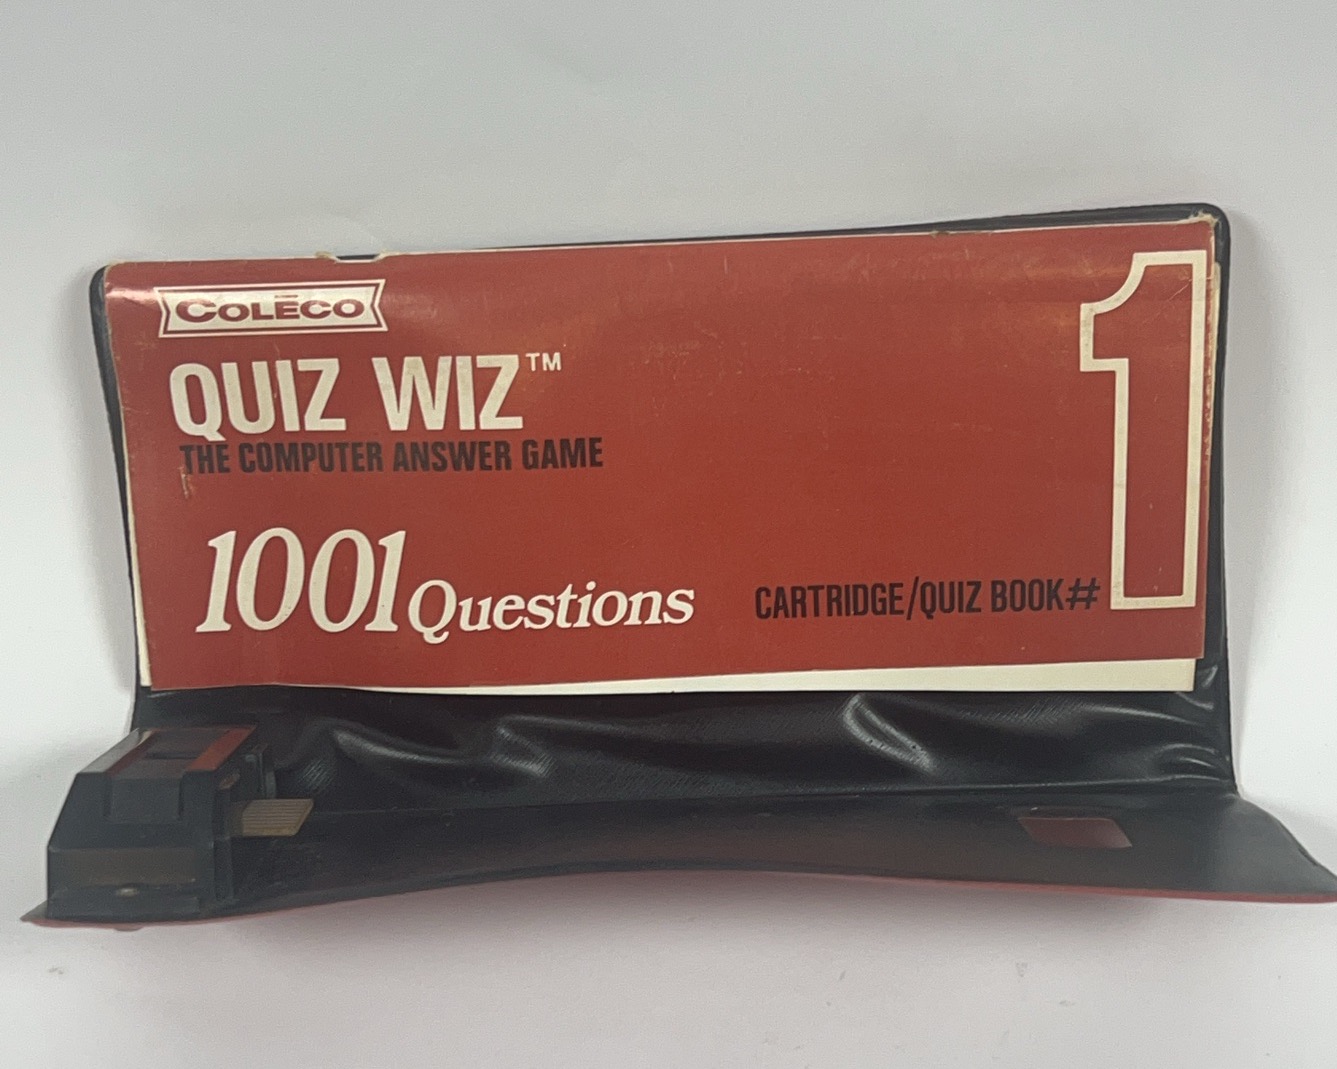 COLECO
QUIZ WIZ™
THE COMPUTER ANSWER GAME
1001 Questions
CARTRIDGE/QUIZ BOOK# 1